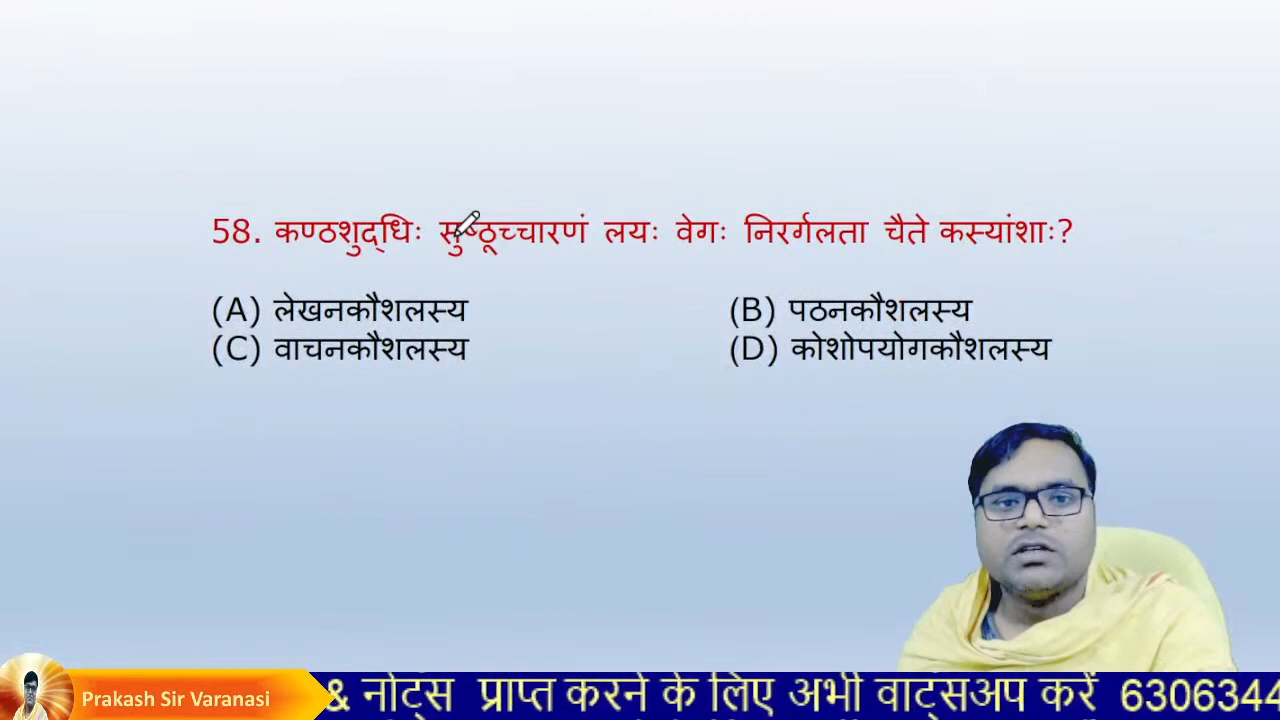 58. कण्ठशुद्धिः सुष्ठूच्चारणं लयः वेगः निरर्गलता चैते कस्यांशाः?
(A) लेखनकौशलस्य (B) पठनकौशलस्य
(C) वाचनकौशलस्य (D) कोशोपयोगकौशलस्य
Prakash Sir Varanasi
& नोट्स प्राप्त करने के लिए अभी वाट्सअप करें 6306344